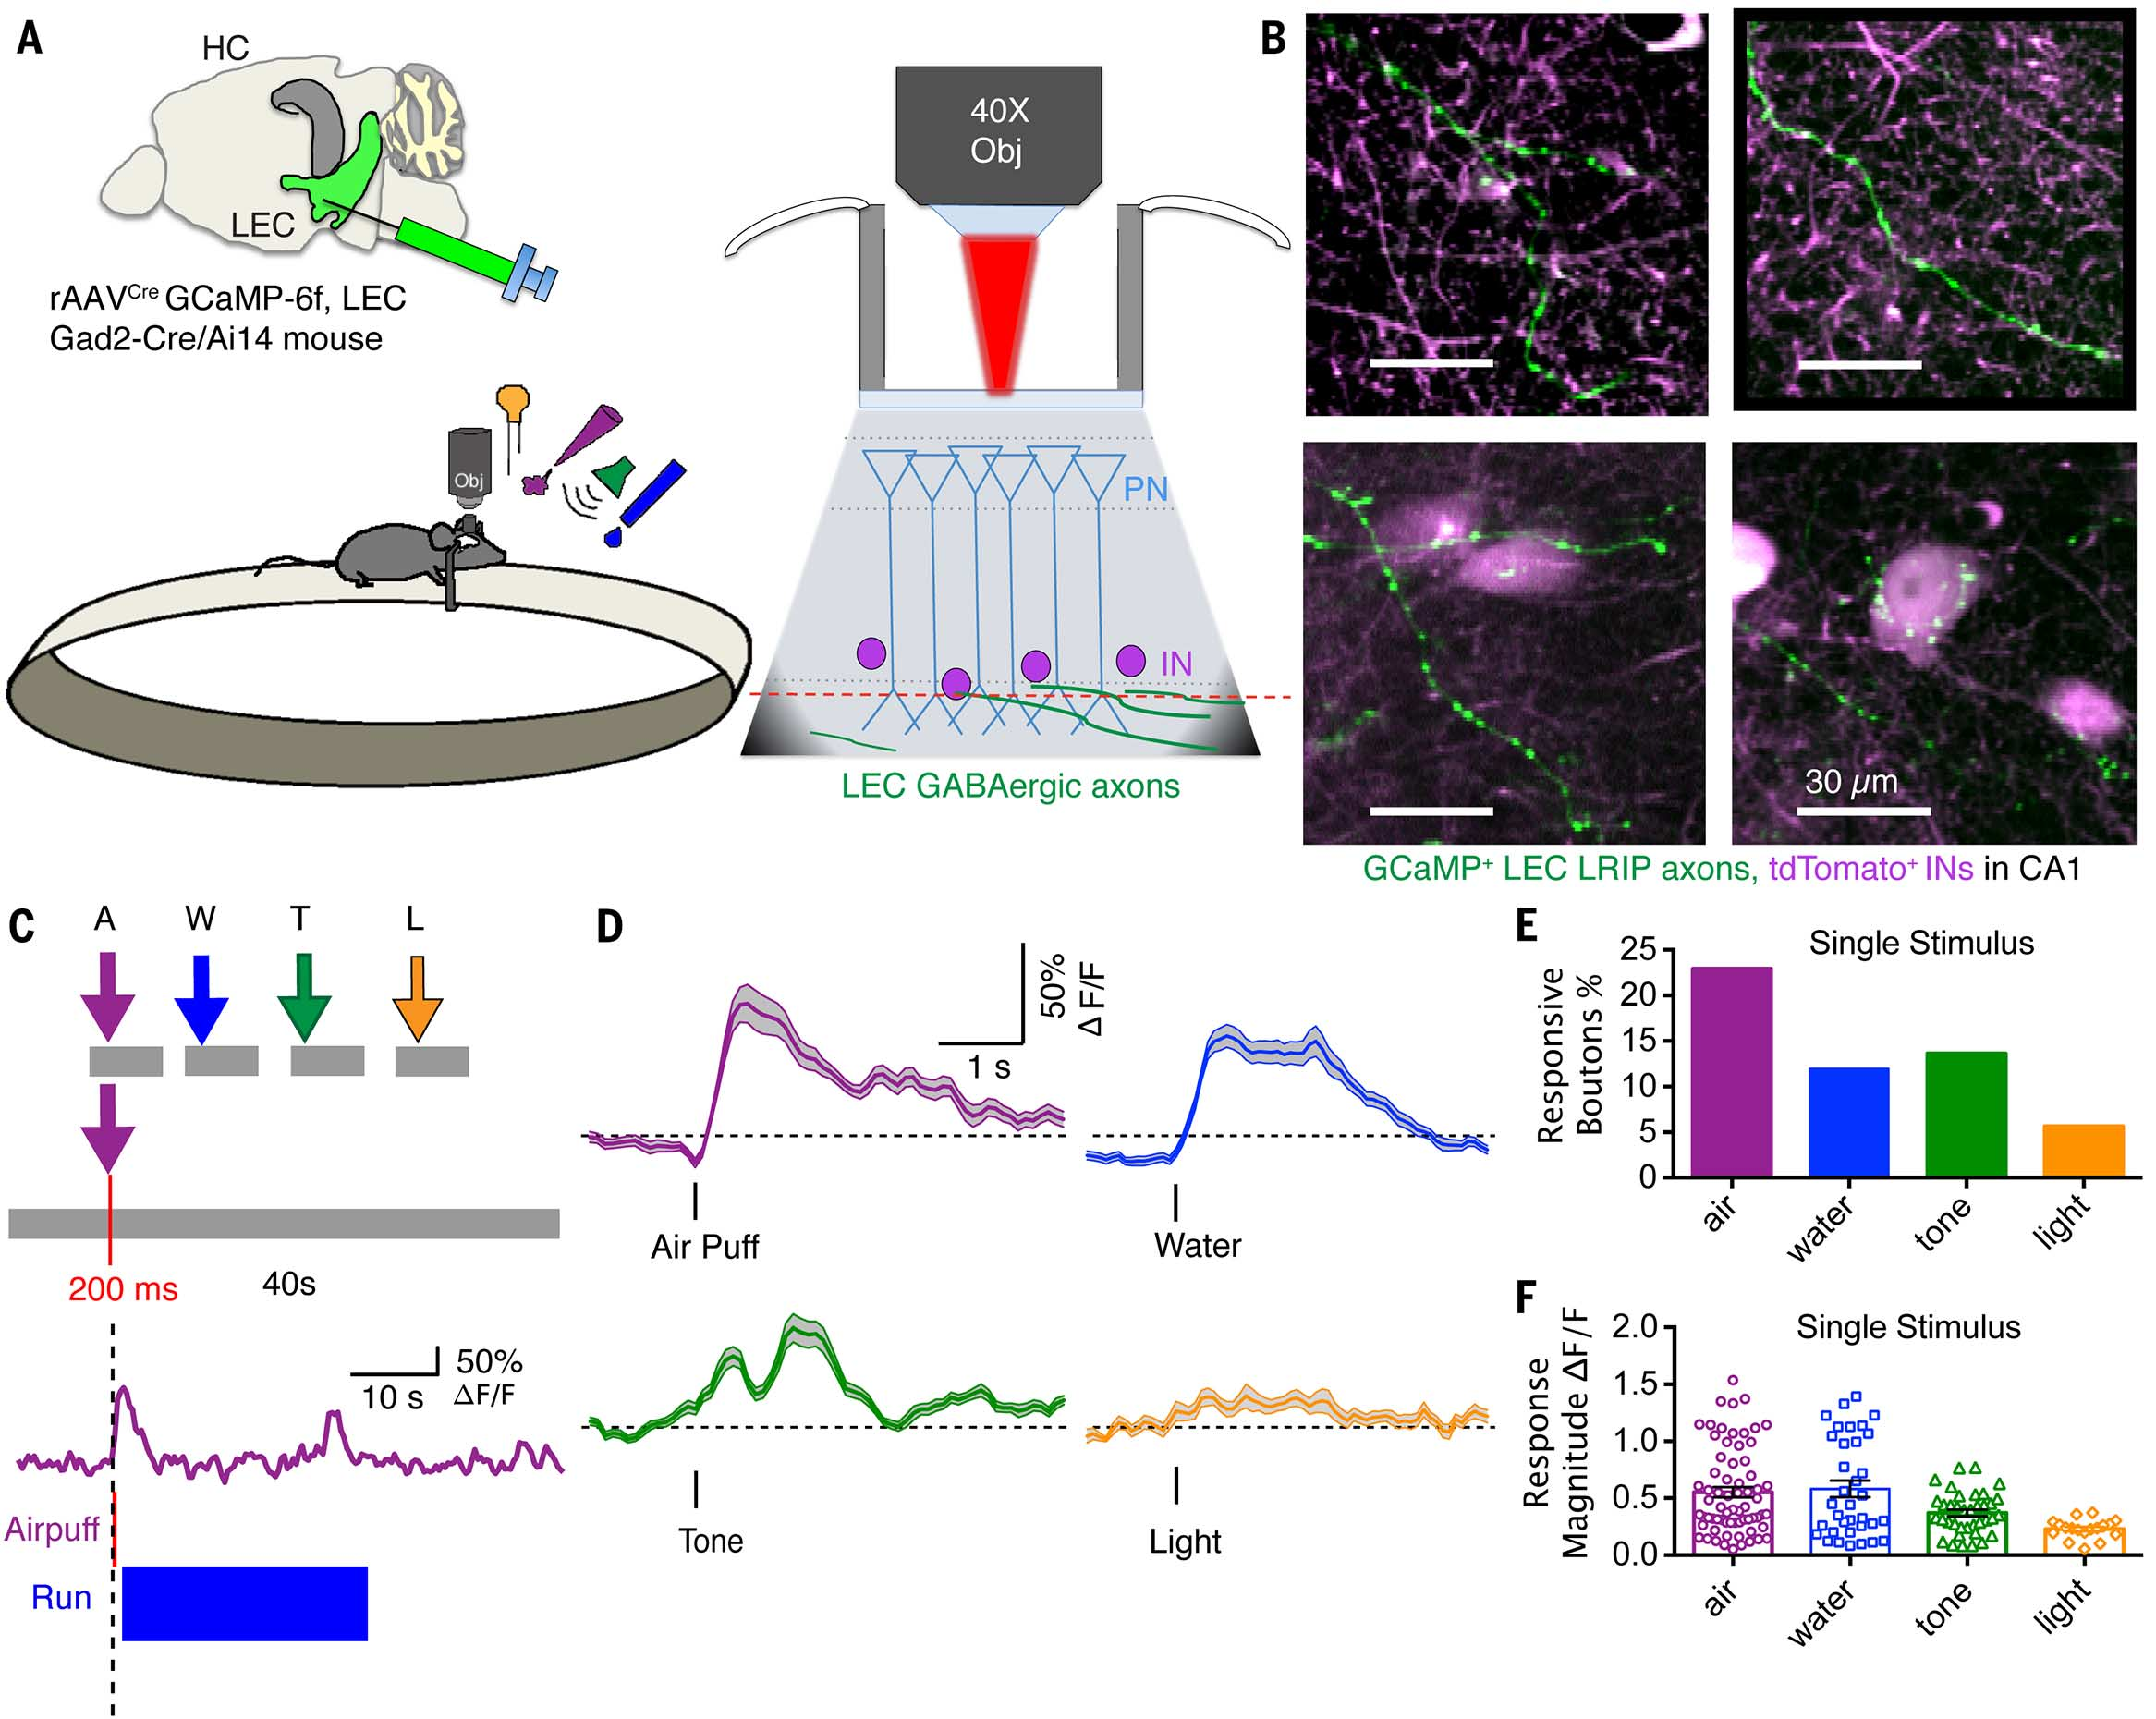 A
HC
LEC
rAAVCre GCaMP-6f, LEC
Gad2-Cre/Ai14 mouse
Obj
40X
Obj
PN
IN
LEC GABAergic axons
B
30 µm
GCaMP+ LEC LRIP axons, tdTomato+ INs in CA1
C
A W T L
200 ms 40s
50%
ΔF/F
10 s
Airpuff
Run
D
50%
Δ F/F
1 s
Air Puff
Water
Tone
Light
E
Single Stimulus
Responsive
Boutons %
25
20
15
10
5
0
air
water
tone
light
F
Single Stimulus
Response
Magnitude ΔF/F
2.0
1.5
1.0
0.5
0.0
air
water
tone
light